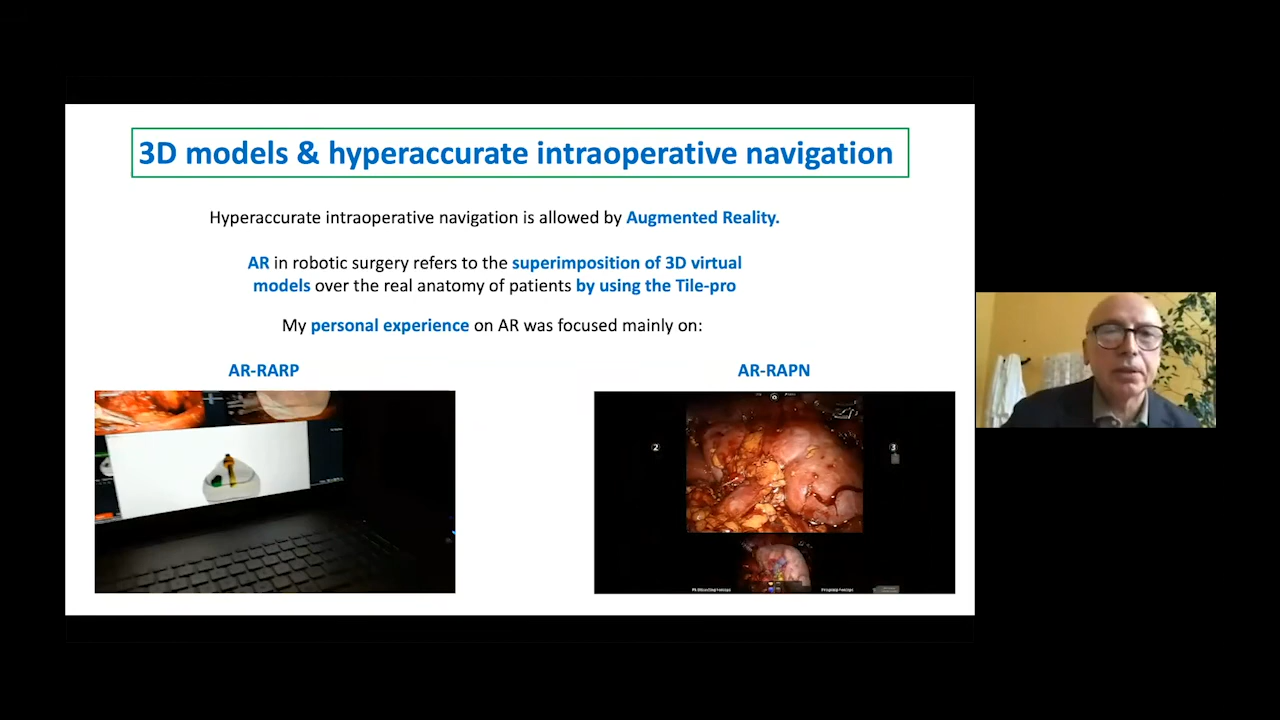 3D models & hyperaccurate intraoperative navigation
Hyperaccurate intraoperative navigation is allowed by Augmented Reality.
AR in robotic surgery refers to the superimposition of 3D virtual
models over the real anatomy of patients by using the Tile-pro
My personal experience on AR was focused mainly on:
AR-RARP
AR-RAPN
2
3